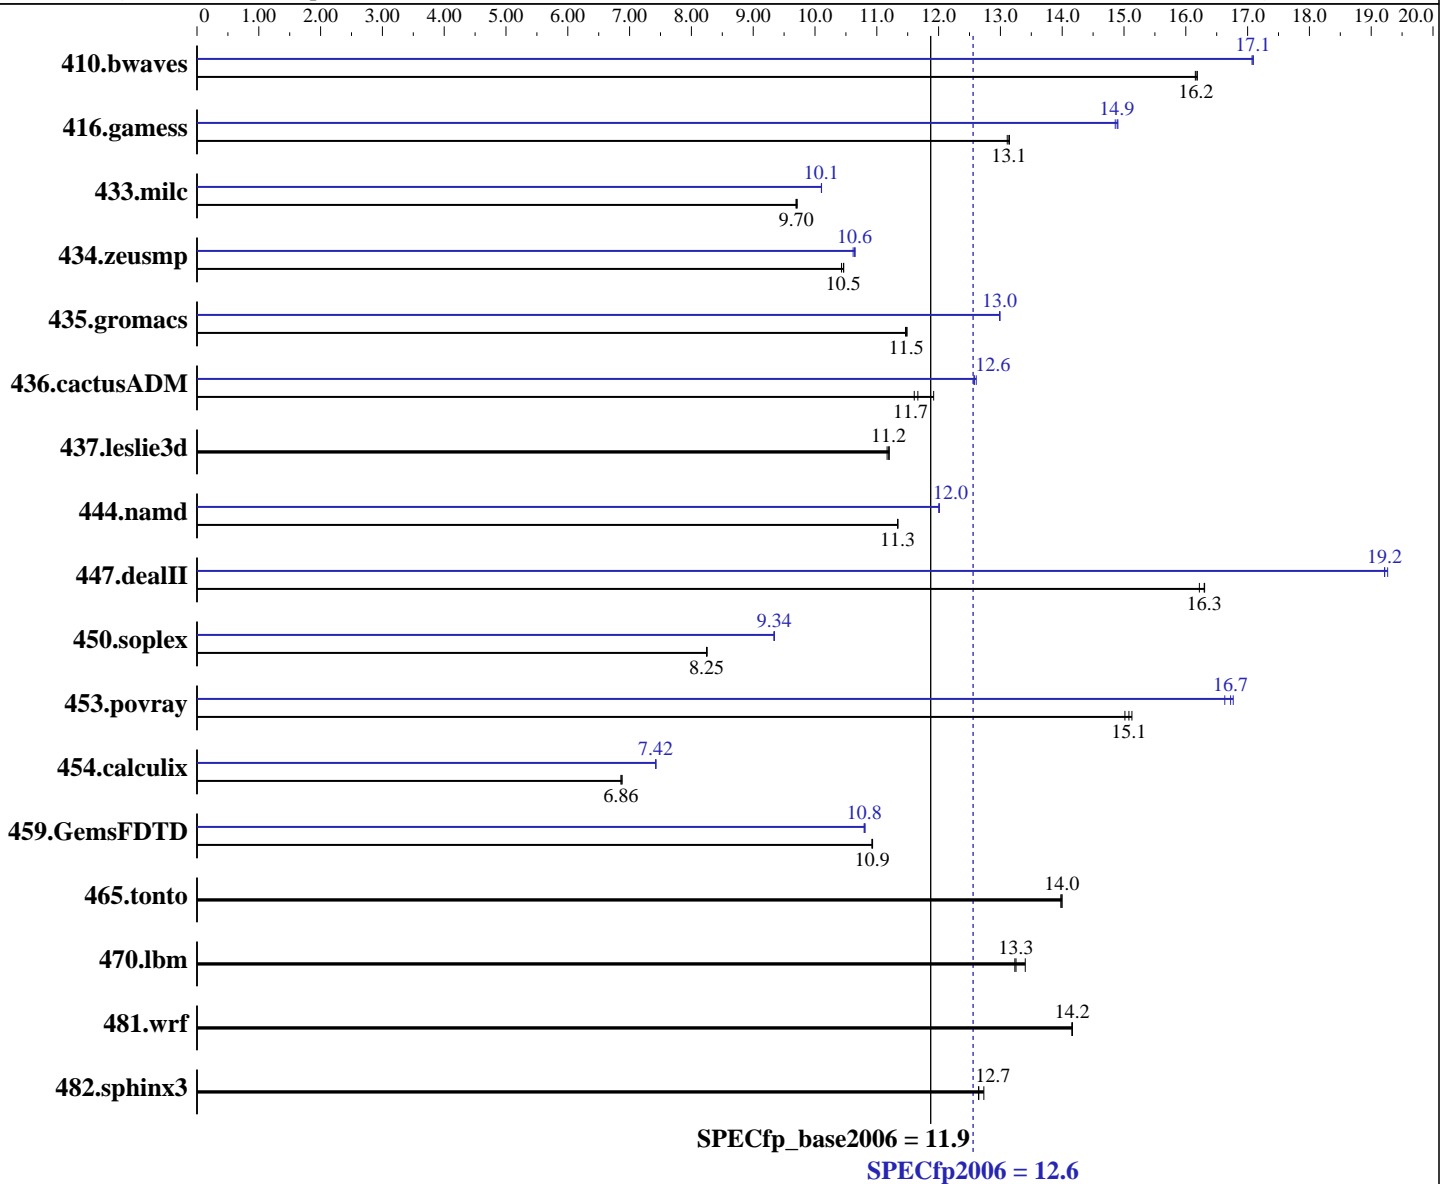 0 1.00 2.00 3.00 4.00 5.00 6.00 7.00 8.00 9.00 10.0 11.0 12.0 13.0 14.0 15.0 16.0 17.0 18.0 19.0 20.0
17.1
410.bwaves
16.2
14.9
416.gamess
13.1
10.1
433.milc
9.70
10.6
434.zeusmp
10.5
13.0
435.gromacs
11.5
12.6
436.cactusADM
11.7
11.2
437.leslie3d
12.0
444.namd
11.3
19.2
447.dealII
16.3
9.34
450.soplex
8.25
16.7
453.povray
15.1
7.42
454.calculix
6.86
10.8
459.GemsFDTD
10.9
14.0
465.tonto
13.3
470.lbm
14.2
481.wrf
12.7
482.sphinx3
SPECfp_base2006 = 11.9
SPECfp2006 = 12.6